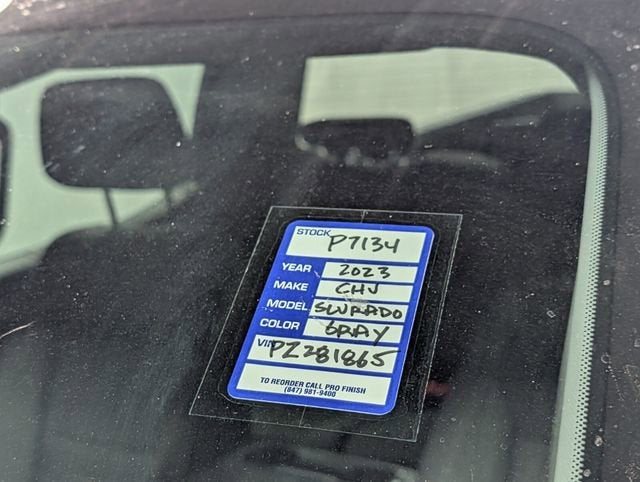 STOCK P7134
YEAR 2023
MAKE CHV
MODEL SLVRADO
COLOR GRAY
VIN PZ281865
TO REORDER CALL PRO FINISH
(847) 981-9400